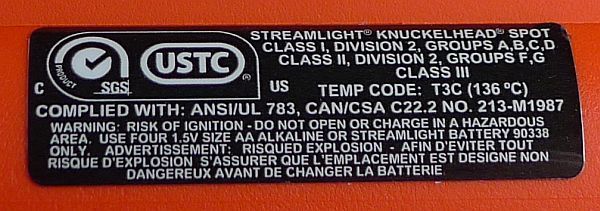 STREAMLIGHT® KNUCKLEHEAD® SPOT
CLASS I, DIVISION 2, GROUPS A,B,C,D
CLASS II, DIVISION 2, GROUPS F,G
CLASS III
PRODUCT
SGS
USTC®
C
US
TEMP CODE: T3C (136 °C)
COMPLIED WITH: ANSI/UL 783, CAN/CSA C22.2 NO. 213-M1987
WARNING: RISK OF IGNITION - DO NOT OPEN OR CHARGE IN A HAZARDOUS
AREA. USE FOUR 1.5V SIZE AA ALKALINE OR STREAMLIGHT BATTERY 90338
ONLY. ADVERTISEMENT: RISQUED EXPLOSION - AFIN D'EVITER TOUT
RISQUE D'EXPLOSION S'ASSURER QUE L'EMPLACEMENT EST DESIGNE NON
DANGEREUX AVANT DE CHANGER LA BATTERIE